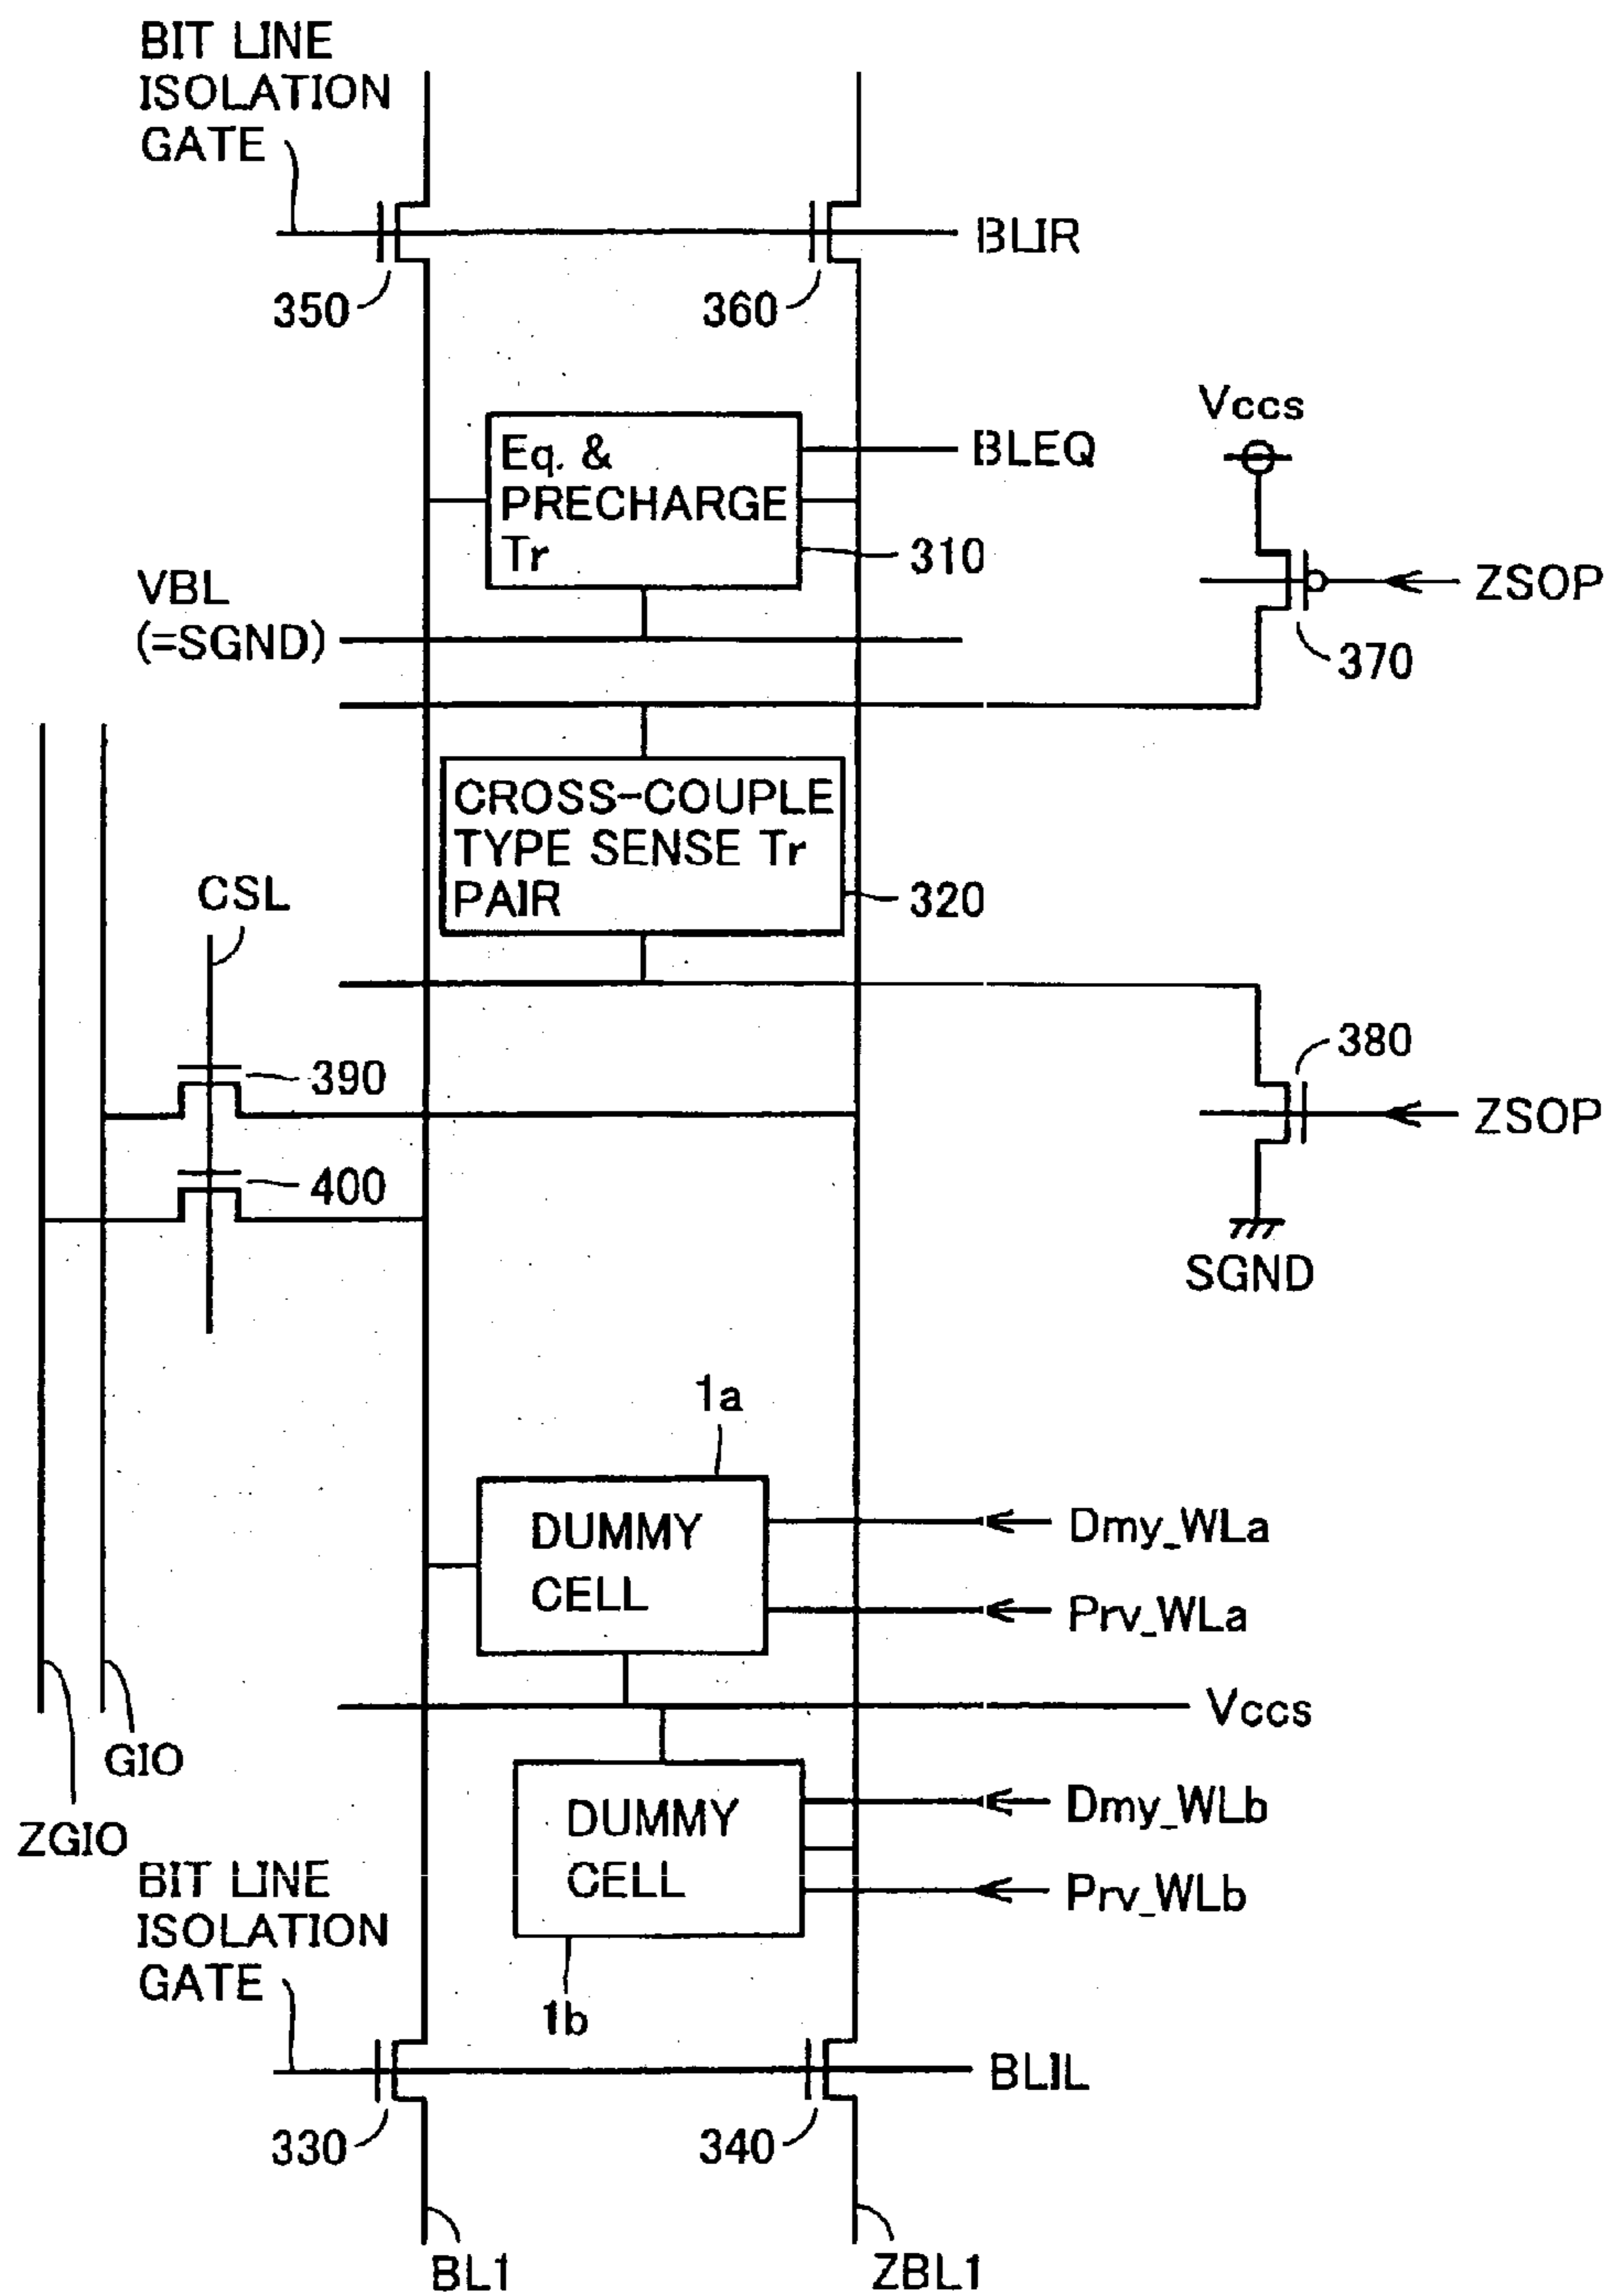 BIT LINE
ISOLATION
GATE
BLIR
350
360
Vccs
Eq. &
PRECHARGE
Tr
BLEQ
310
ZSOP
370
VBL
(=SGND)
CROSS-COUPLE
TYPE SENSE Tr
PAIR
320
CSL
380
390
ZSOP
400
SGND
1a
DUMMY
CELL
Dmy_WLa
Prv_WLa
Vccs
GIO
ZGIO
DUMMY
CELL
Dmy_WLb
Prv_WLb
BIT LINE
ISOLATION
GATE
1b
BLIL
330
340
BL1
ZBL1